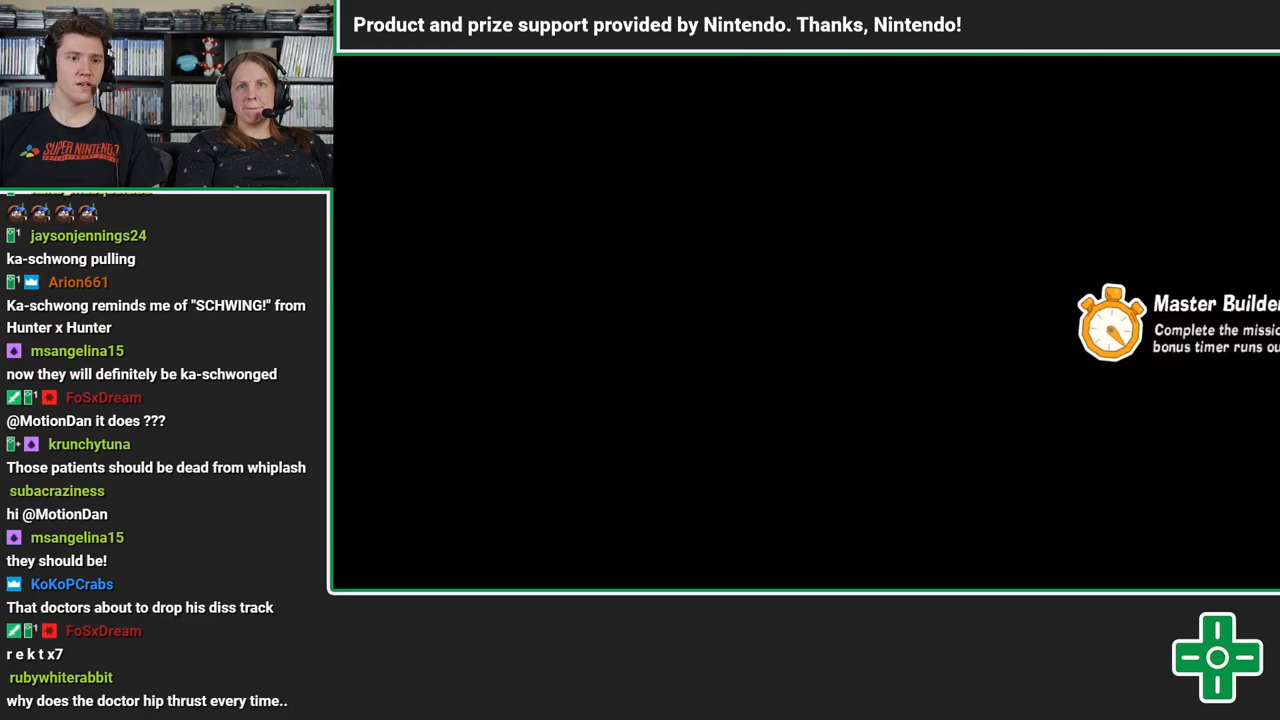 Product and prize support provided by Nintendo. Thanks, Nintendo!
SUPER NINTENDO
jaysonjennings24
ka-schwong pulling
Arion661
Ka-schwong reminds me of "SCHWING!" from
Hunter x Hunter
msangelina15
now they will definitely be ka-schwonged
FoSxDream
@MotionDan it does ???
krunchytuna
Those patients should be dead from whiplash
subacraziness
hi @MotionDan
msangelina15
they should be!
KoKoPCrabs
That doctors about to drop his diss track
FoSxDream
r e k t x7
rubywhiterabbit
why does the doctor hip thrust every time..
Master Builder
Complete the missio
bonus timer runs ou